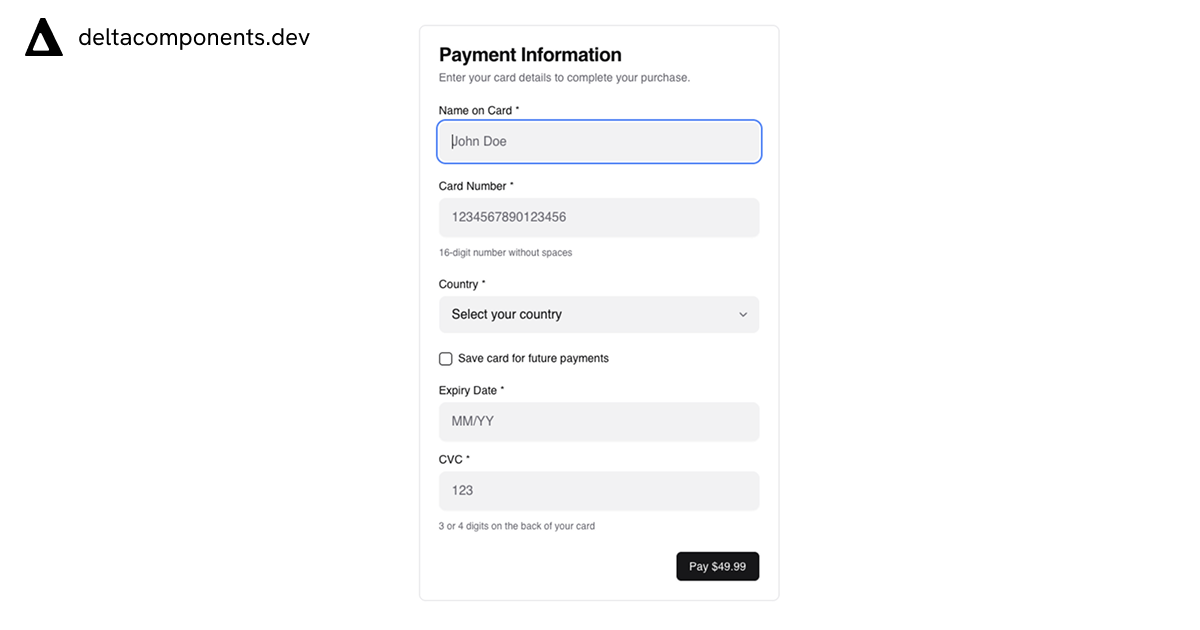 deltacomponents.dev
Payment Information
Enter your card details to complete your purchase.
Name on Card *
John Doe
Card Number *
1234567890123456
16-digit number without spaces
Country *
Select your country
Save card for future payments
Expiry Date *
MM/YY
CVC *
123
3 or 4 digits on the back of your card
Pay $49.99